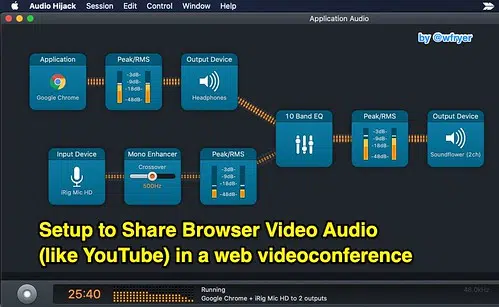 Audio Hijack Session Edit Control Window Help
Application Audio
by @wfryer
Application
Google Chrome
Peak/RMS
-3dB-
-9dB-
-18dB-
-48dB-
Output Device
Headphones
10 Band EQ
Peak/RMS
-3dB-
-9dB-
-18dB-
-48dB-
Output Device
Soundflower (2ch)
Input Device
iRig Mic HD
Mono Enhancer
Crossover
500Hz
Peak/RMS
-3dB-
-9dB-
-18dB-
-48dB-
Setup to Share Browser Video Audio
(like YouTube) in a web videoconference
25:40
Running
Google Chrome + iRig Mic HD to 2 outputs